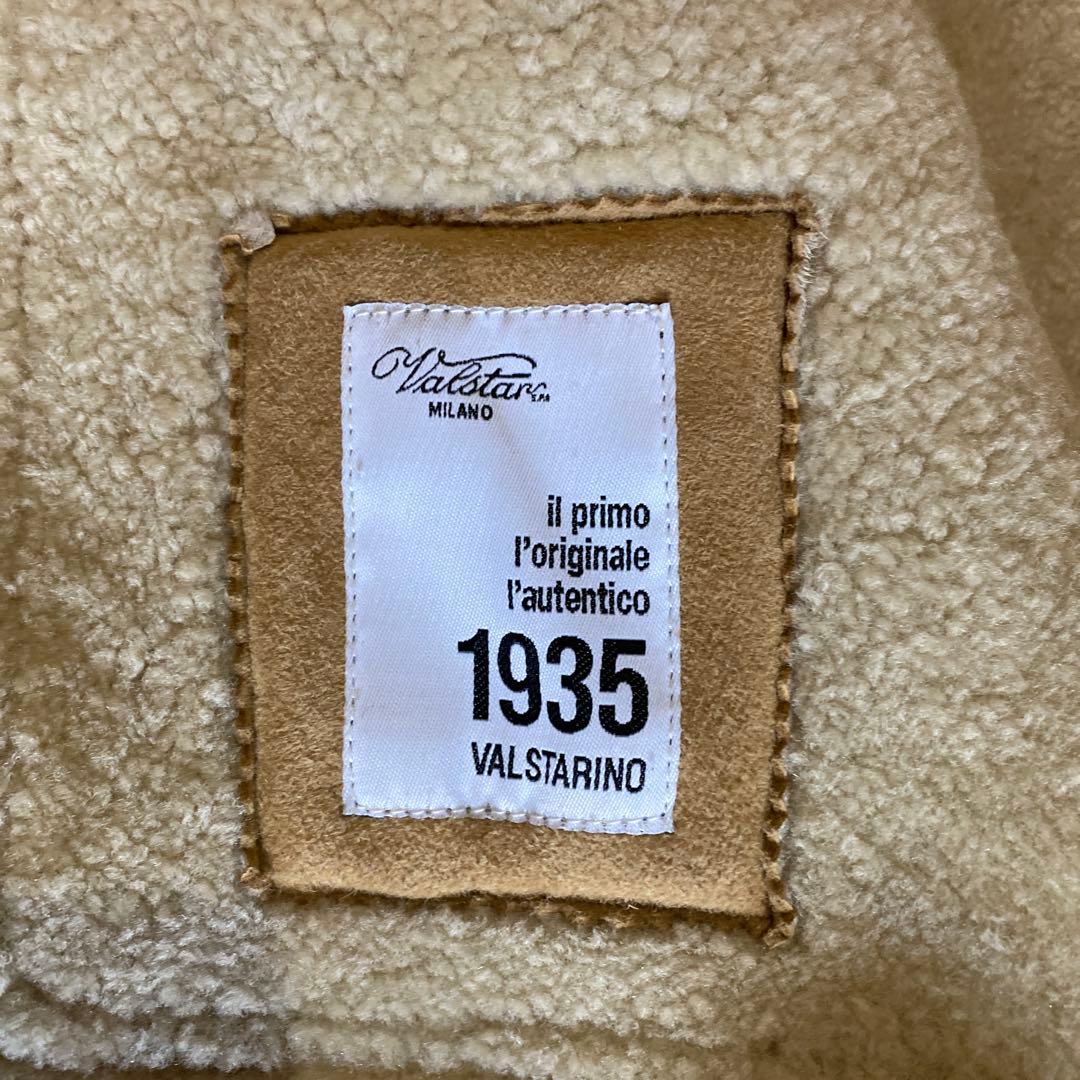 Valstar S.P.A
MILANO
il primo
l'originale
l'autentico
1935
VALSTARINO